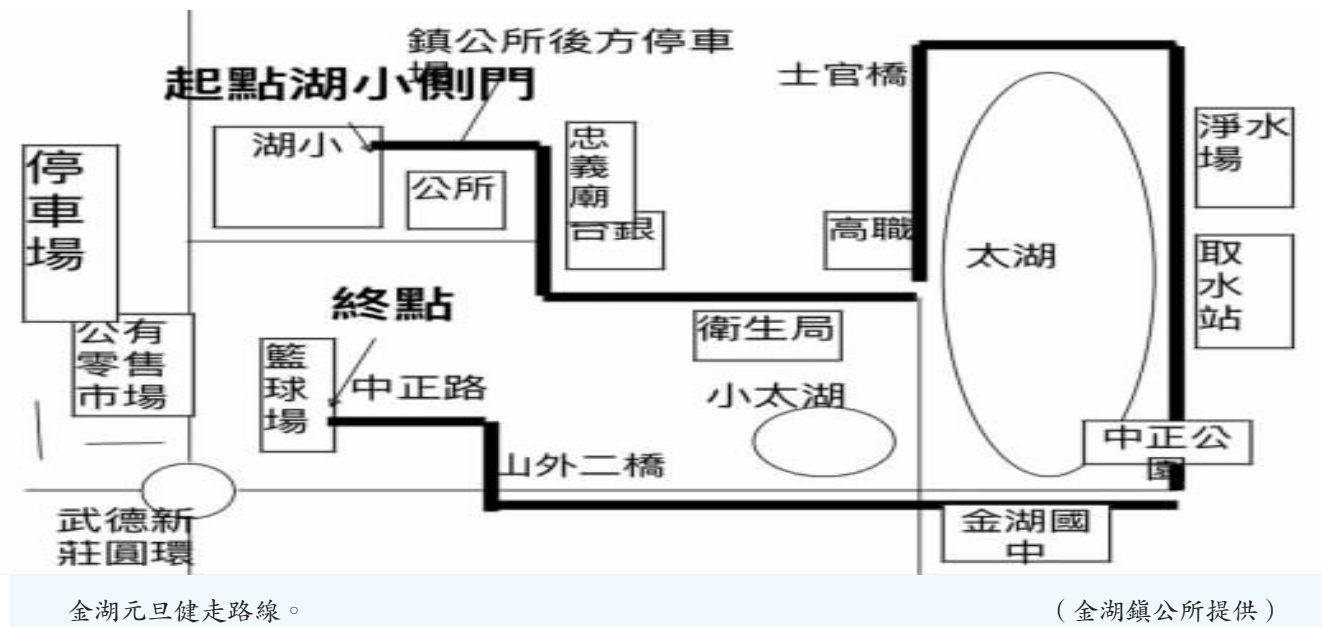 鎮公所後方停車
場
起點湖小側門
士官橋
湖小
忠
義
廟
淨水
場
停
車
場
公所
台銀
高職
太湖
取
水
站
終點
公有
零售
市場
衛生局
籃
球
場
中正路
小太湖
中正公
園
山外二橋
武德新
莊圓環
金湖國
中
金湖元旦健走路線。
(金湖鎮公所提供)